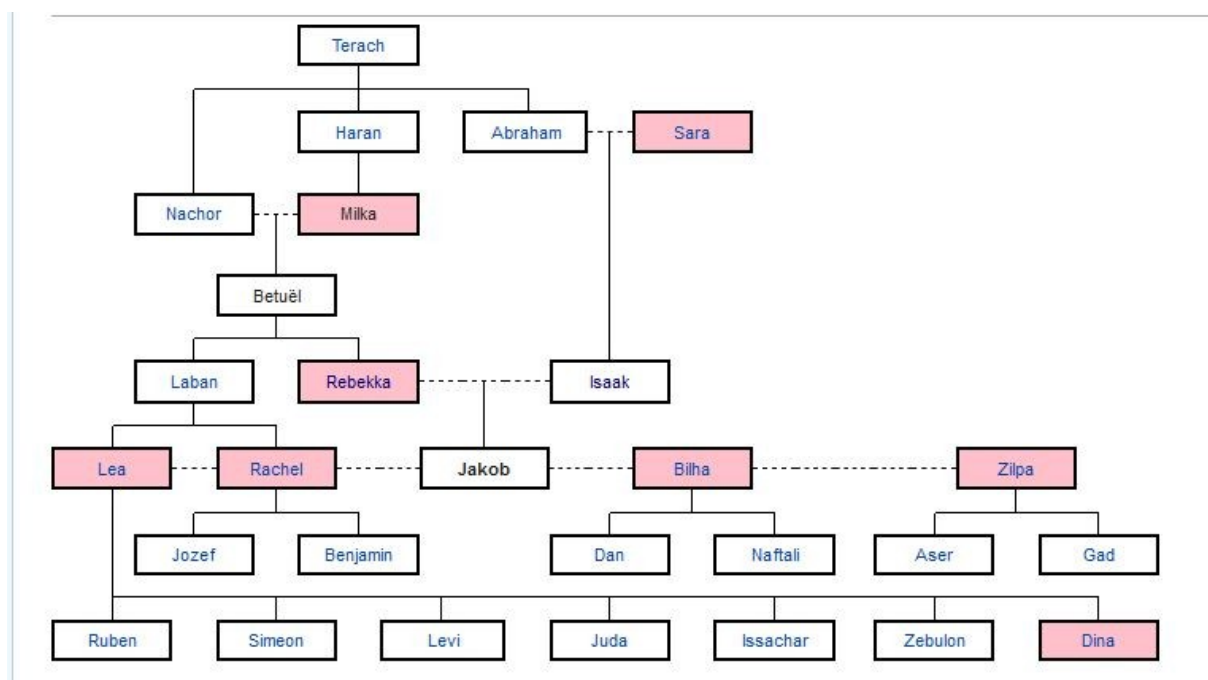 Terach
Haran
Abraham
Sara
Nachor
Milka
Betuël
Laban
Rebekka
Isaak
Lea
Rachel
Jakob
Bilha
Zilpa
Jozef
Benjamin
Dan
Naftali
Aser
Gad
Ruben
Simeon
Levi
Juda
Issachar
Zebulon
Dina